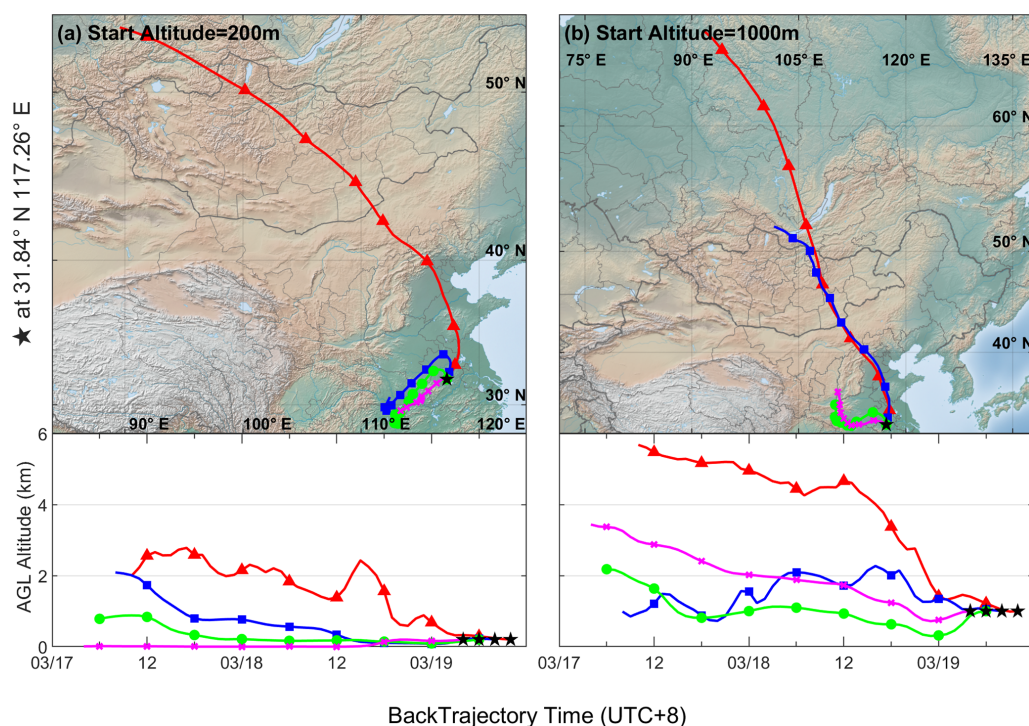 (a) Start Altitude=200m
(b) Start Altitude=1000m
75° E
90° E
105° E
120° E
135° E
50° N
60° N
★ at 31.84° N 117.26° E
40° N
50° N
40° N
30° N
90° E
100° E
110° E
120° E
6
4
2
0
AGL Altitude (km)
03/17
12
03/18
12
03/19
03/17
12
03/18
12
03/19
BackTrajectory Time (UTC+8)